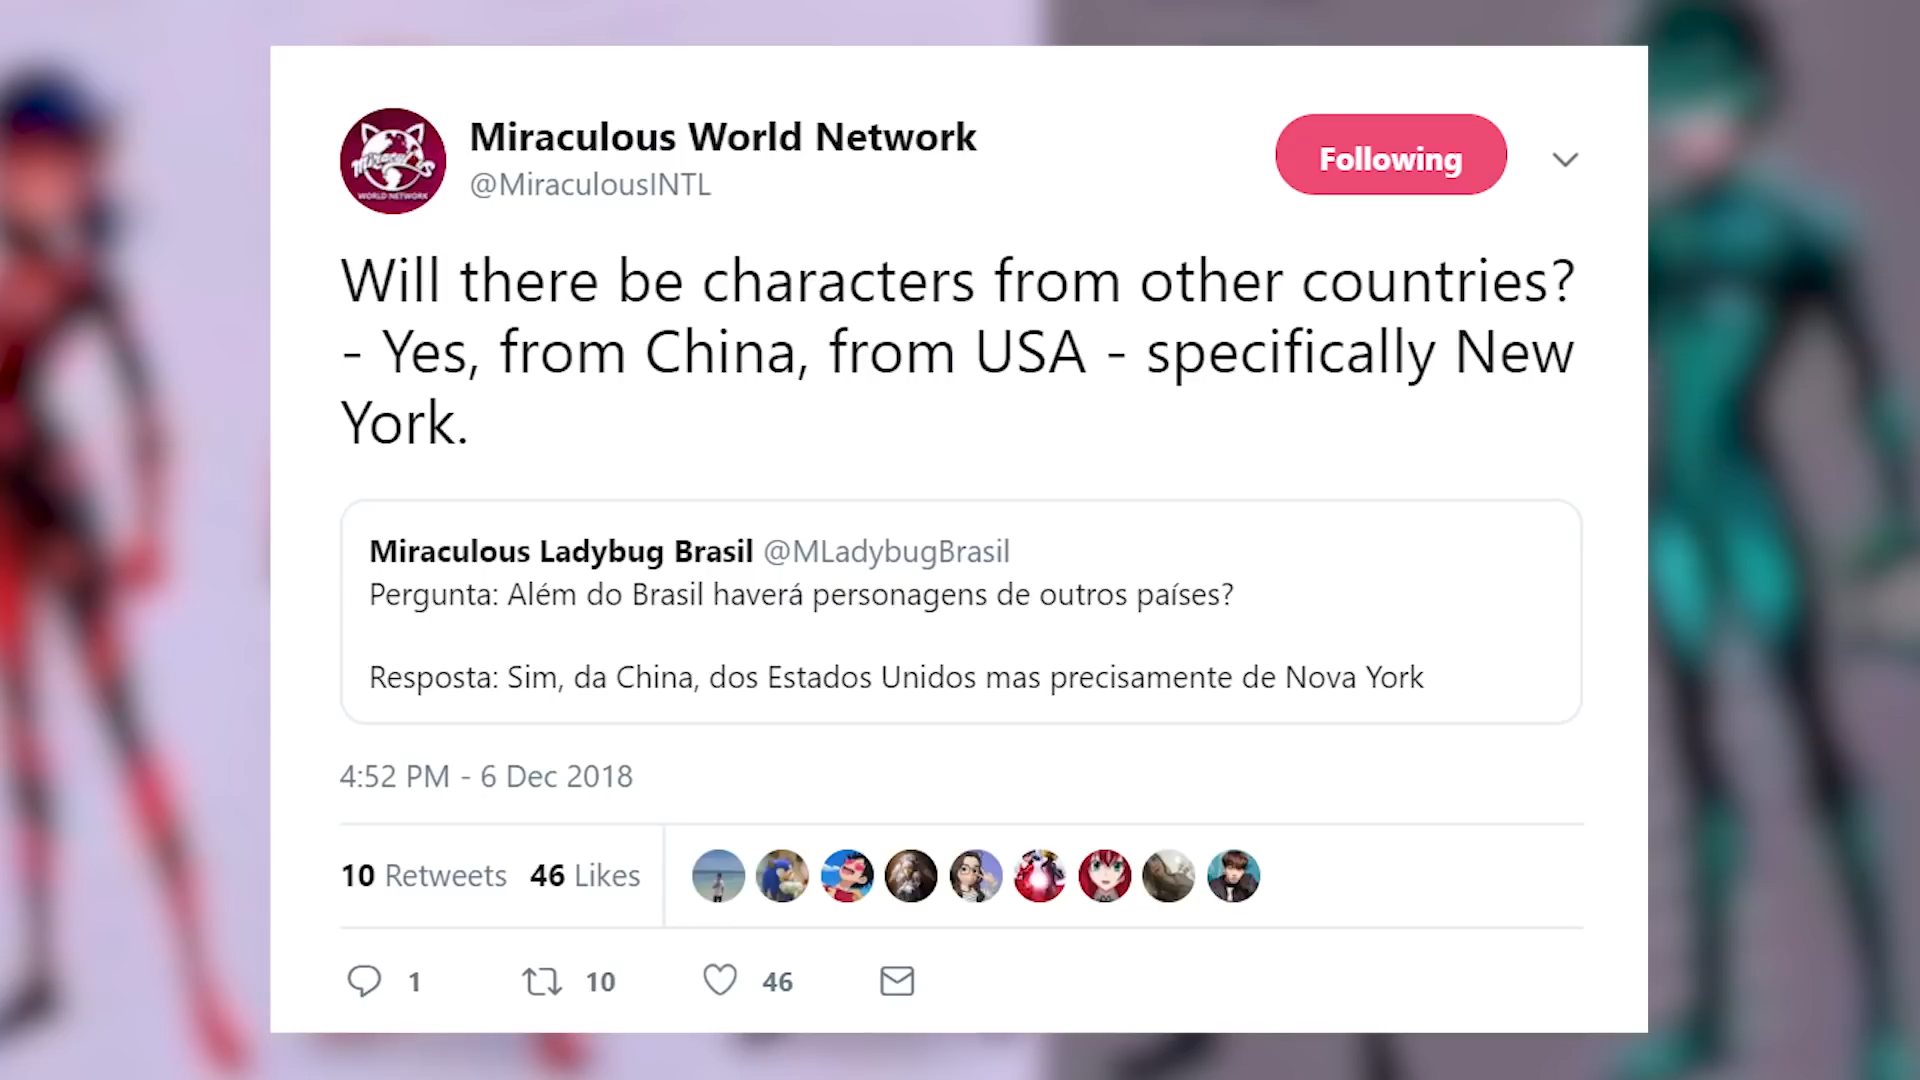 Miraculous World Network
@MiraculousINTL
Following
Miraculous
WORLD NETWORK
Will there be characters from other countries?
- Yes, from China, from USA - specifically New
York.
Miraculous Ladybug Brasil @MLadybugBrasil
Pergunta: Além do Brasil haverá personagens de outros países?
Resposta: Sim, da China, dos Estados Unidos mas precisamente de Nova York
4:52 PM - 6 Dec 2018
10 Retweets 46 Likes
1 10 46